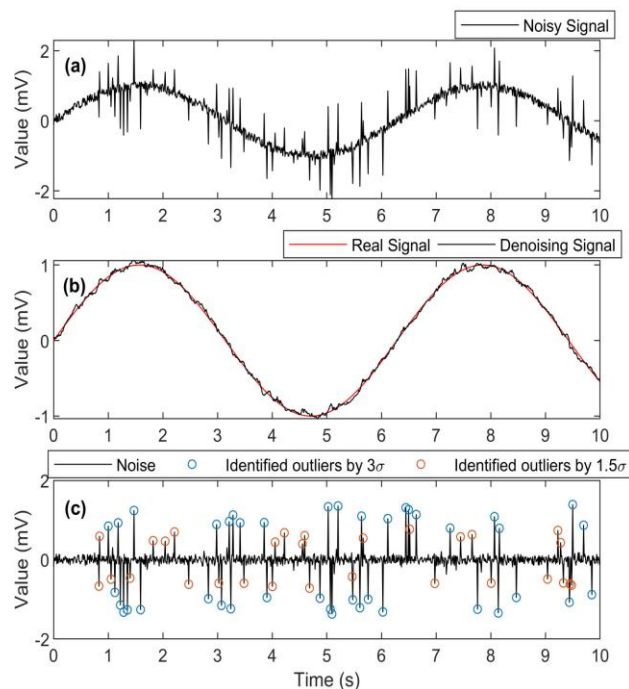 Noisy Signal
(a)
2
0
-2
Value (mV)
0 1 2 3 4 5 6 7 8 9 10
Real Signal Denoising Signal
(b)
1
0
-1
Value (mV)
0 1 2 3 4 5 6 7 8 9 10
Noise Identified outliers by 3σ Identified outliers by 1.5σ
(c)
2
0
-2
Value (mV)
0 1 2 3 4 5 6 7 8 9 10
Time (s)